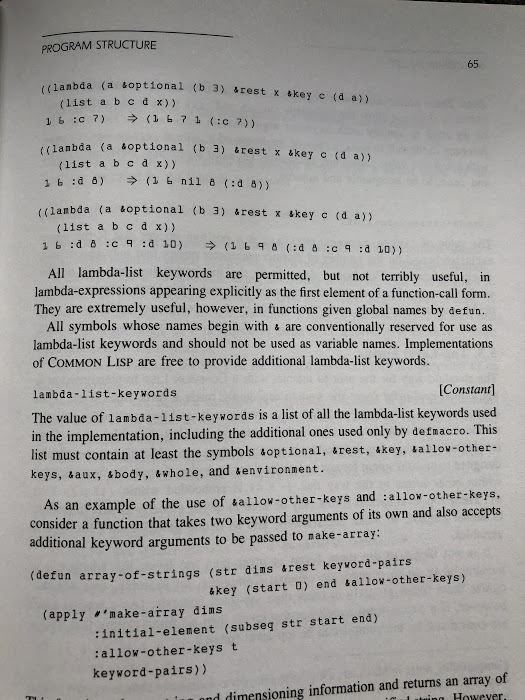 PROGRAM STRUCTURE
65
((lambda (a &optional (b 3) &rest x &key c (d a))
(list a b c d x))
1 6 :c 7) ⇒ (1 6 7 1 (:c 7))
((lambda (a &optional (b 3) &rest x &key c (d a))
(list a b c d x))
1 6 :d 8) ⇒ (1 6 nil 8 (:d 8))
((lambda (a &optional (b 3) &rest x &key c (d a))
(list a b c d x))
1 6 :d 8 :c 9 :d 10) ⇒ (1 6 9 8 (:d 8 :c 9 :d 10))
All lambda-list keywords are permitted, but not terribly useful, in
lambda-expressions appearing explicitly as the first element of a function-call form.
They are extremely useful, however, in functions given global names by defun.
All symbols whose names begin with & are conventionally reserved for use as
lambda-list keywords and should not be used as variable names. Implementations
of COMMON LISP are free to provide additional lambda-list keywords.
lambda-list-keywords [Constant]
The value of lambda-list-keywords is a list of all the lambda-list keywords used
in the implementation, including the additional ones used only by defmacro. This
list must contain at least the symbols &optional, &rest, &key, &allow-other-
keys, &aux, &body, &whole, and &environment.
As an example of the use of &allow-other-keys and :allow-other-keys,
consider a function that takes two keyword arguments of its own and also accepts
additional keyword arguments to be passed to make-array:
(defun array-of-strings (str dims &rest keyword-pairs
&key (start 0) end &allow-other-keys)
(apply #'make-array dims
:initial-element (subseq str start end)
:allow-other-keys t
keyword-pairs))
and dimensioning information and returns an array of
However,